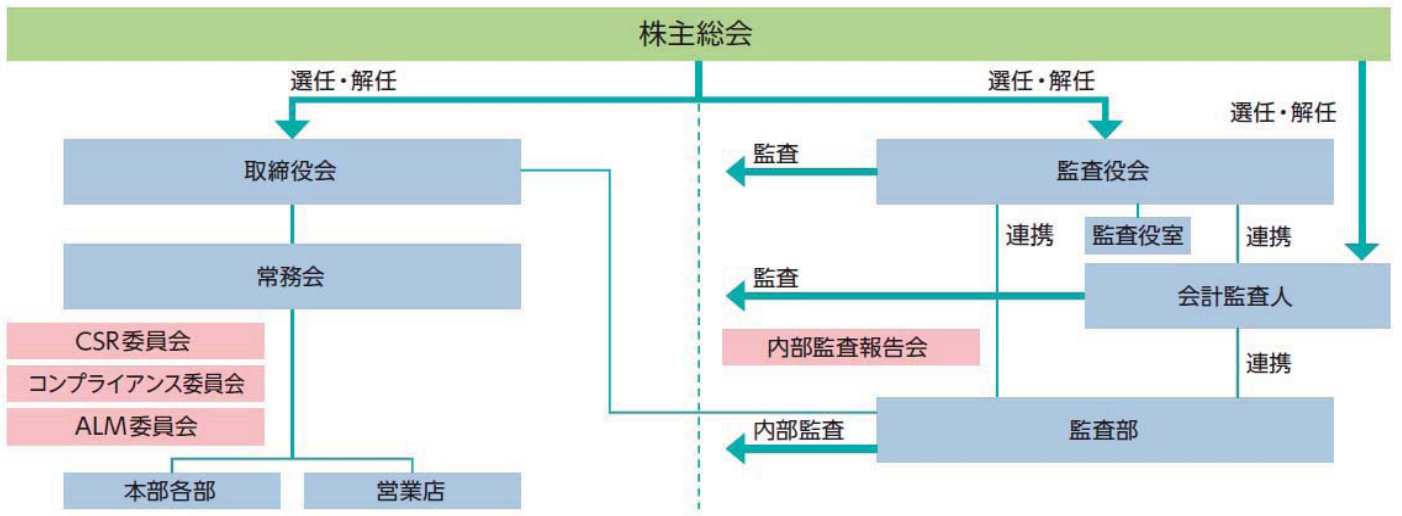 株主総会
選任・解任
選任・解任
選任・解任
取締役会
監査
監査役会
連携
監査役室
連携
常務会
監査
会計監査人
CSR委員会
内部監査報告会
コンプライアンス委員会
連携
ALM委員会
内部監査
監査部
本部各部
営業店